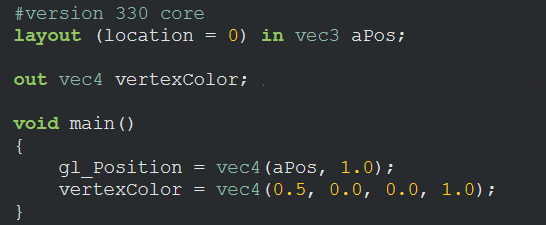 #version 330 core
layout (location = 0) in vec3 aPos;

out vec4 vertexColor;

void main()
{
    gl_Position = vec4(aPos, 1.0);
    vertexColor = vec4(0.5, 0.0, 0.0, 1.0);
}